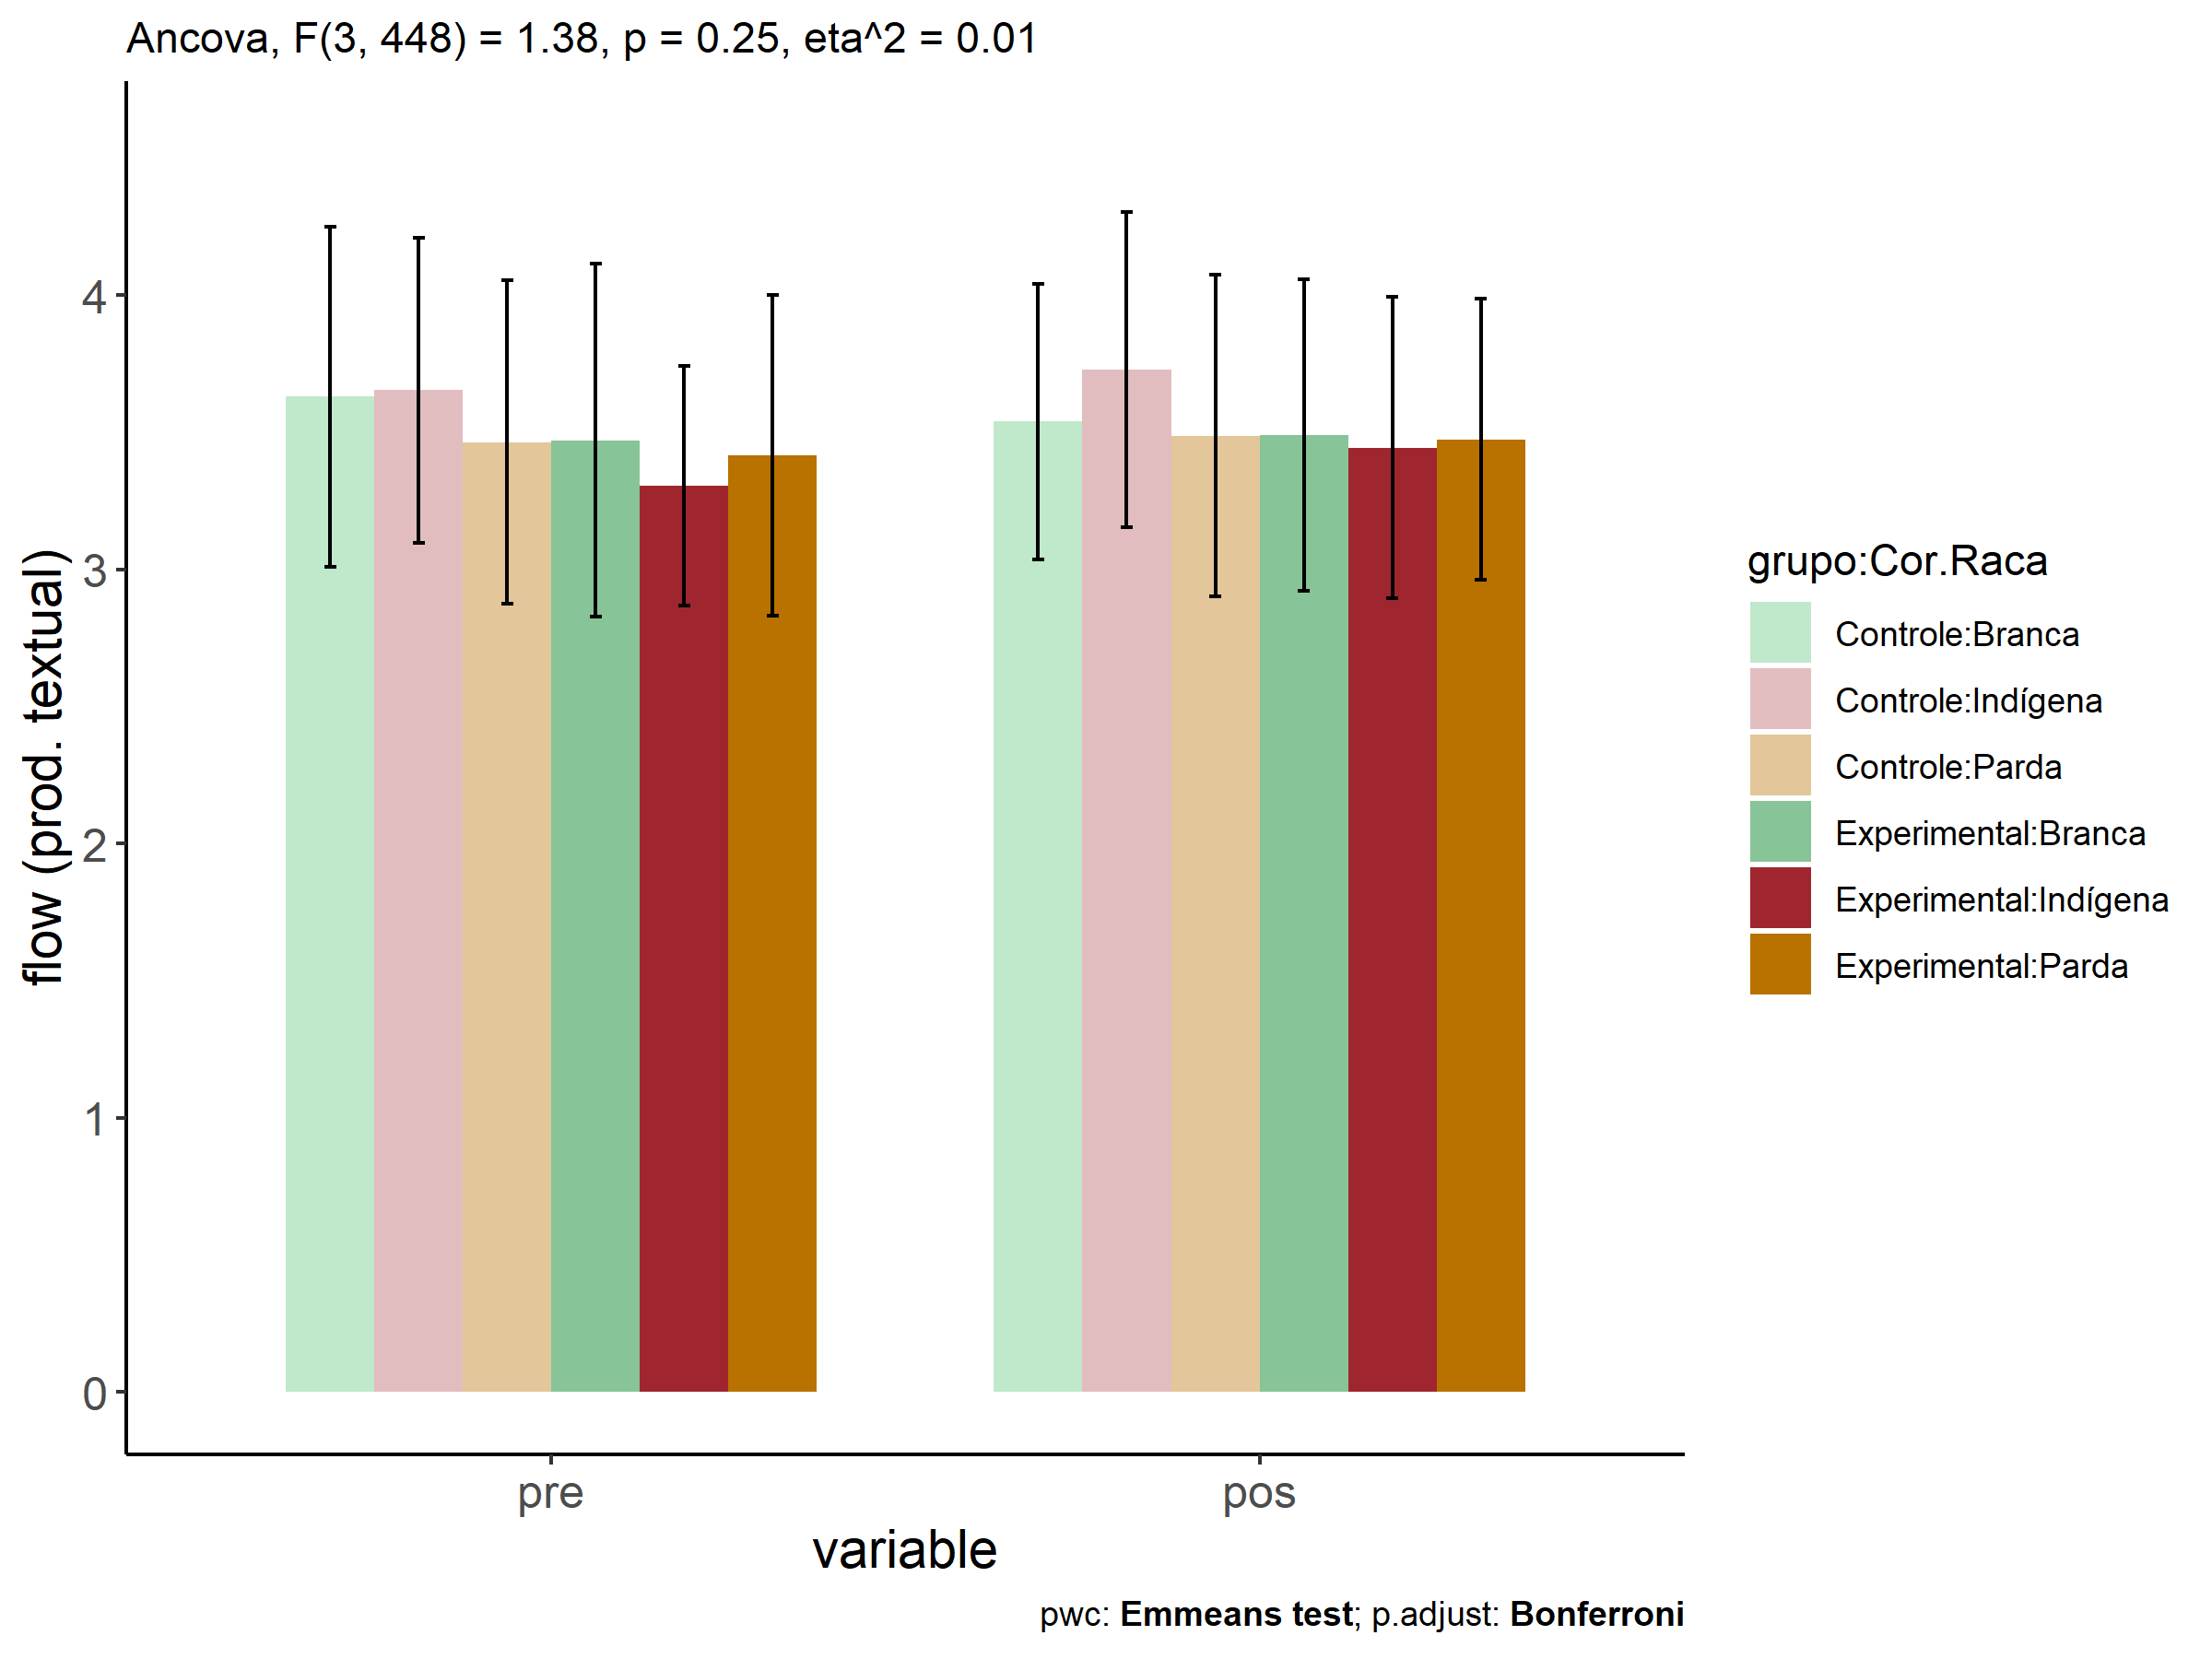 Ancova, F(3, 448) = 1.38, p = 0.25, eta^2 = 0.01
flow (prod. textual)
4
3
2
1
0
pre
pos
variable
grupo:Cor.Raca
Controle:Branca
Controle:Indígena
Controle:Parda
Experimental:Branca
Experimental:Indígena
Experimental:Parda
pwc: Emmeans test; p.adjust: Bonferroni